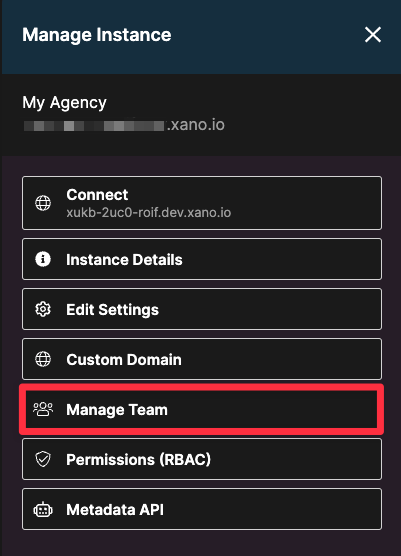 Manage Instance
My Agency
.xano.io
Connect
xukb-2uc0-roif.dev.xano.io
Instance Details
Edit Settings
Custom Domain
Manage Team
Permissions (RBAC)
Metadata API